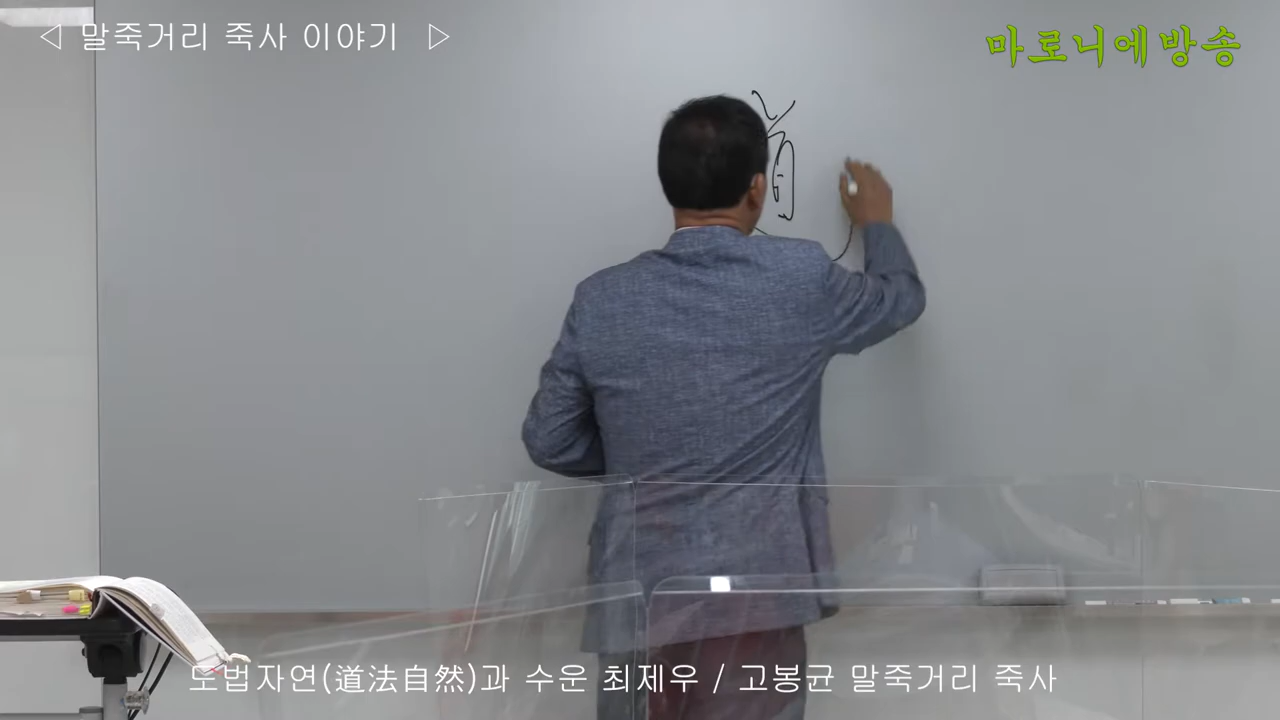 ◁ 말죽거리 죽사 이야기 ▷
마로니에방송
도법자연(道法自然)과 수운 최제우 / 고봉균 말죽거리 죽사